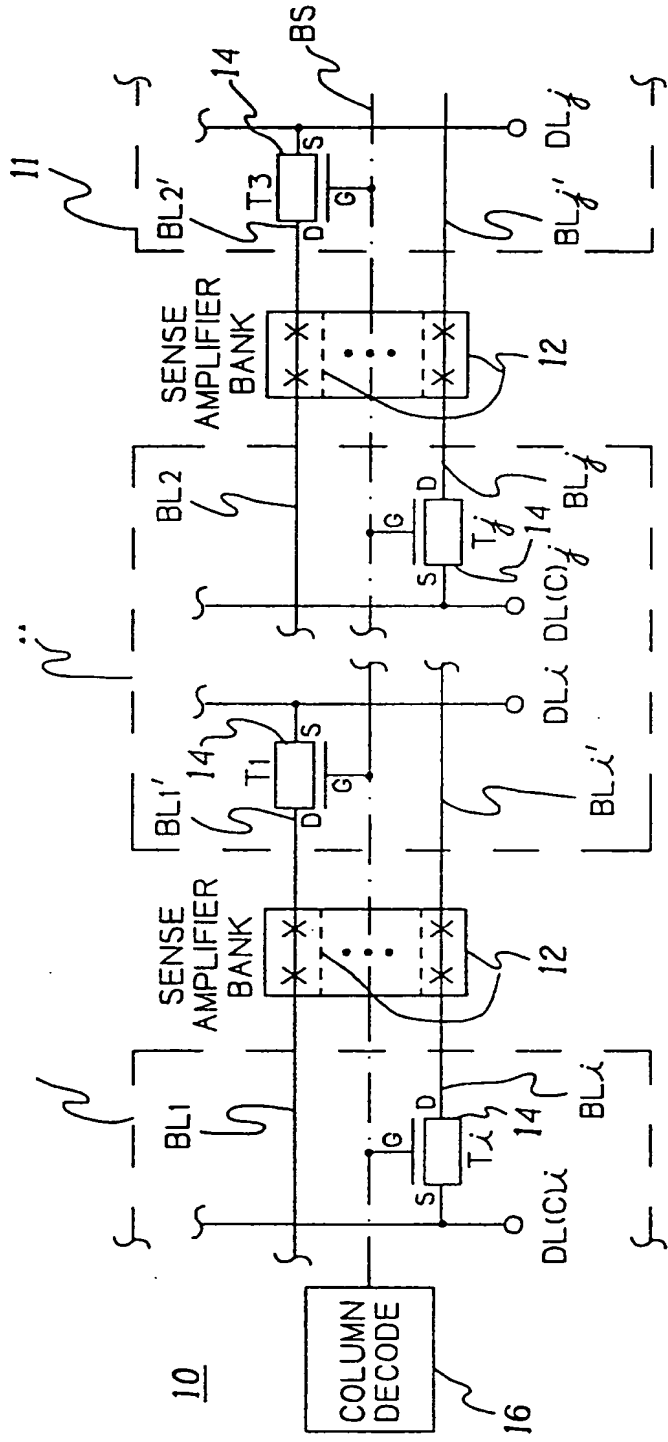 10
COLUMN
DECODE
16
DL(C)i
BL1
S
G
D
Ti
14
BLi
SENSE
AMPLIFIER
BANK
12
BL1'
14
T1
D
S
G
DLi
BLi'
BL2
DL(C)j
S
G
D
Tj
14
BLj
SENSE
AMPLIFIER
BANK
12
11
BL2'
14
T3
D
S
G
BS
BLj'
DLj